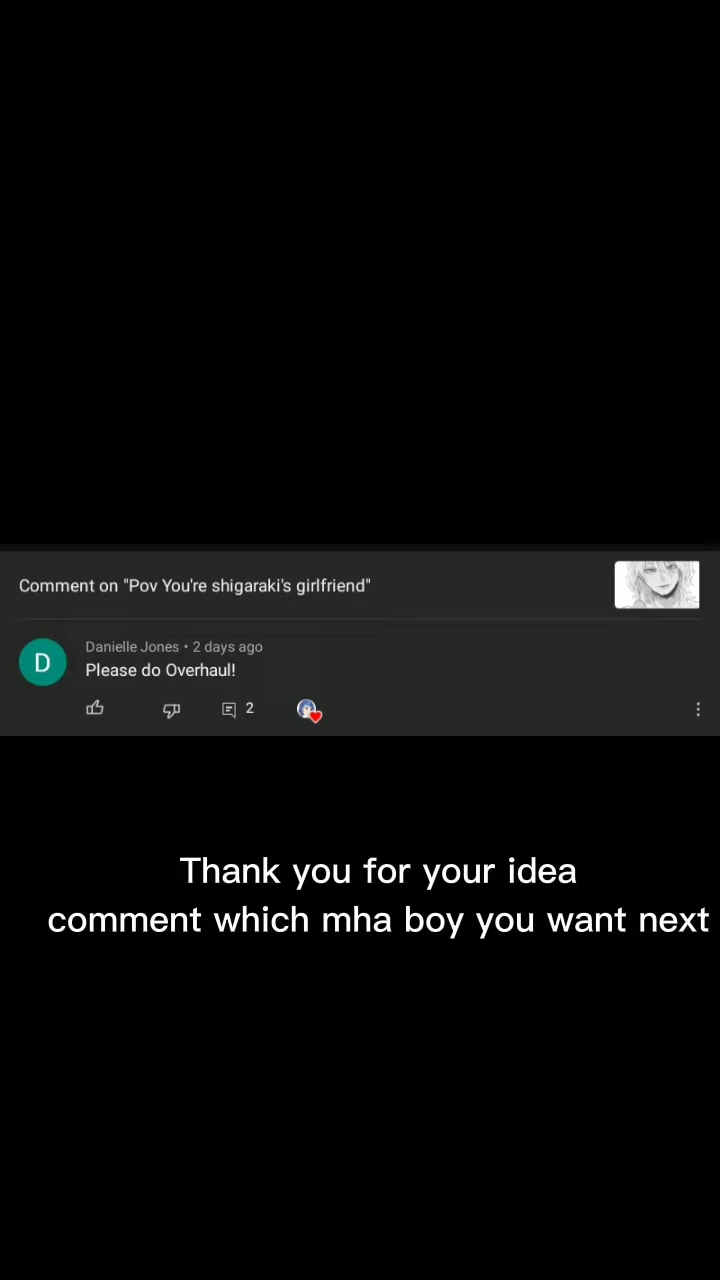 Comment on "Pov You're shigaraki's girlfriend"
D
Danielle Jones • 2 days ago
Please do Overhaul!
2
Thank you for your idea
comment which mha boy you want next